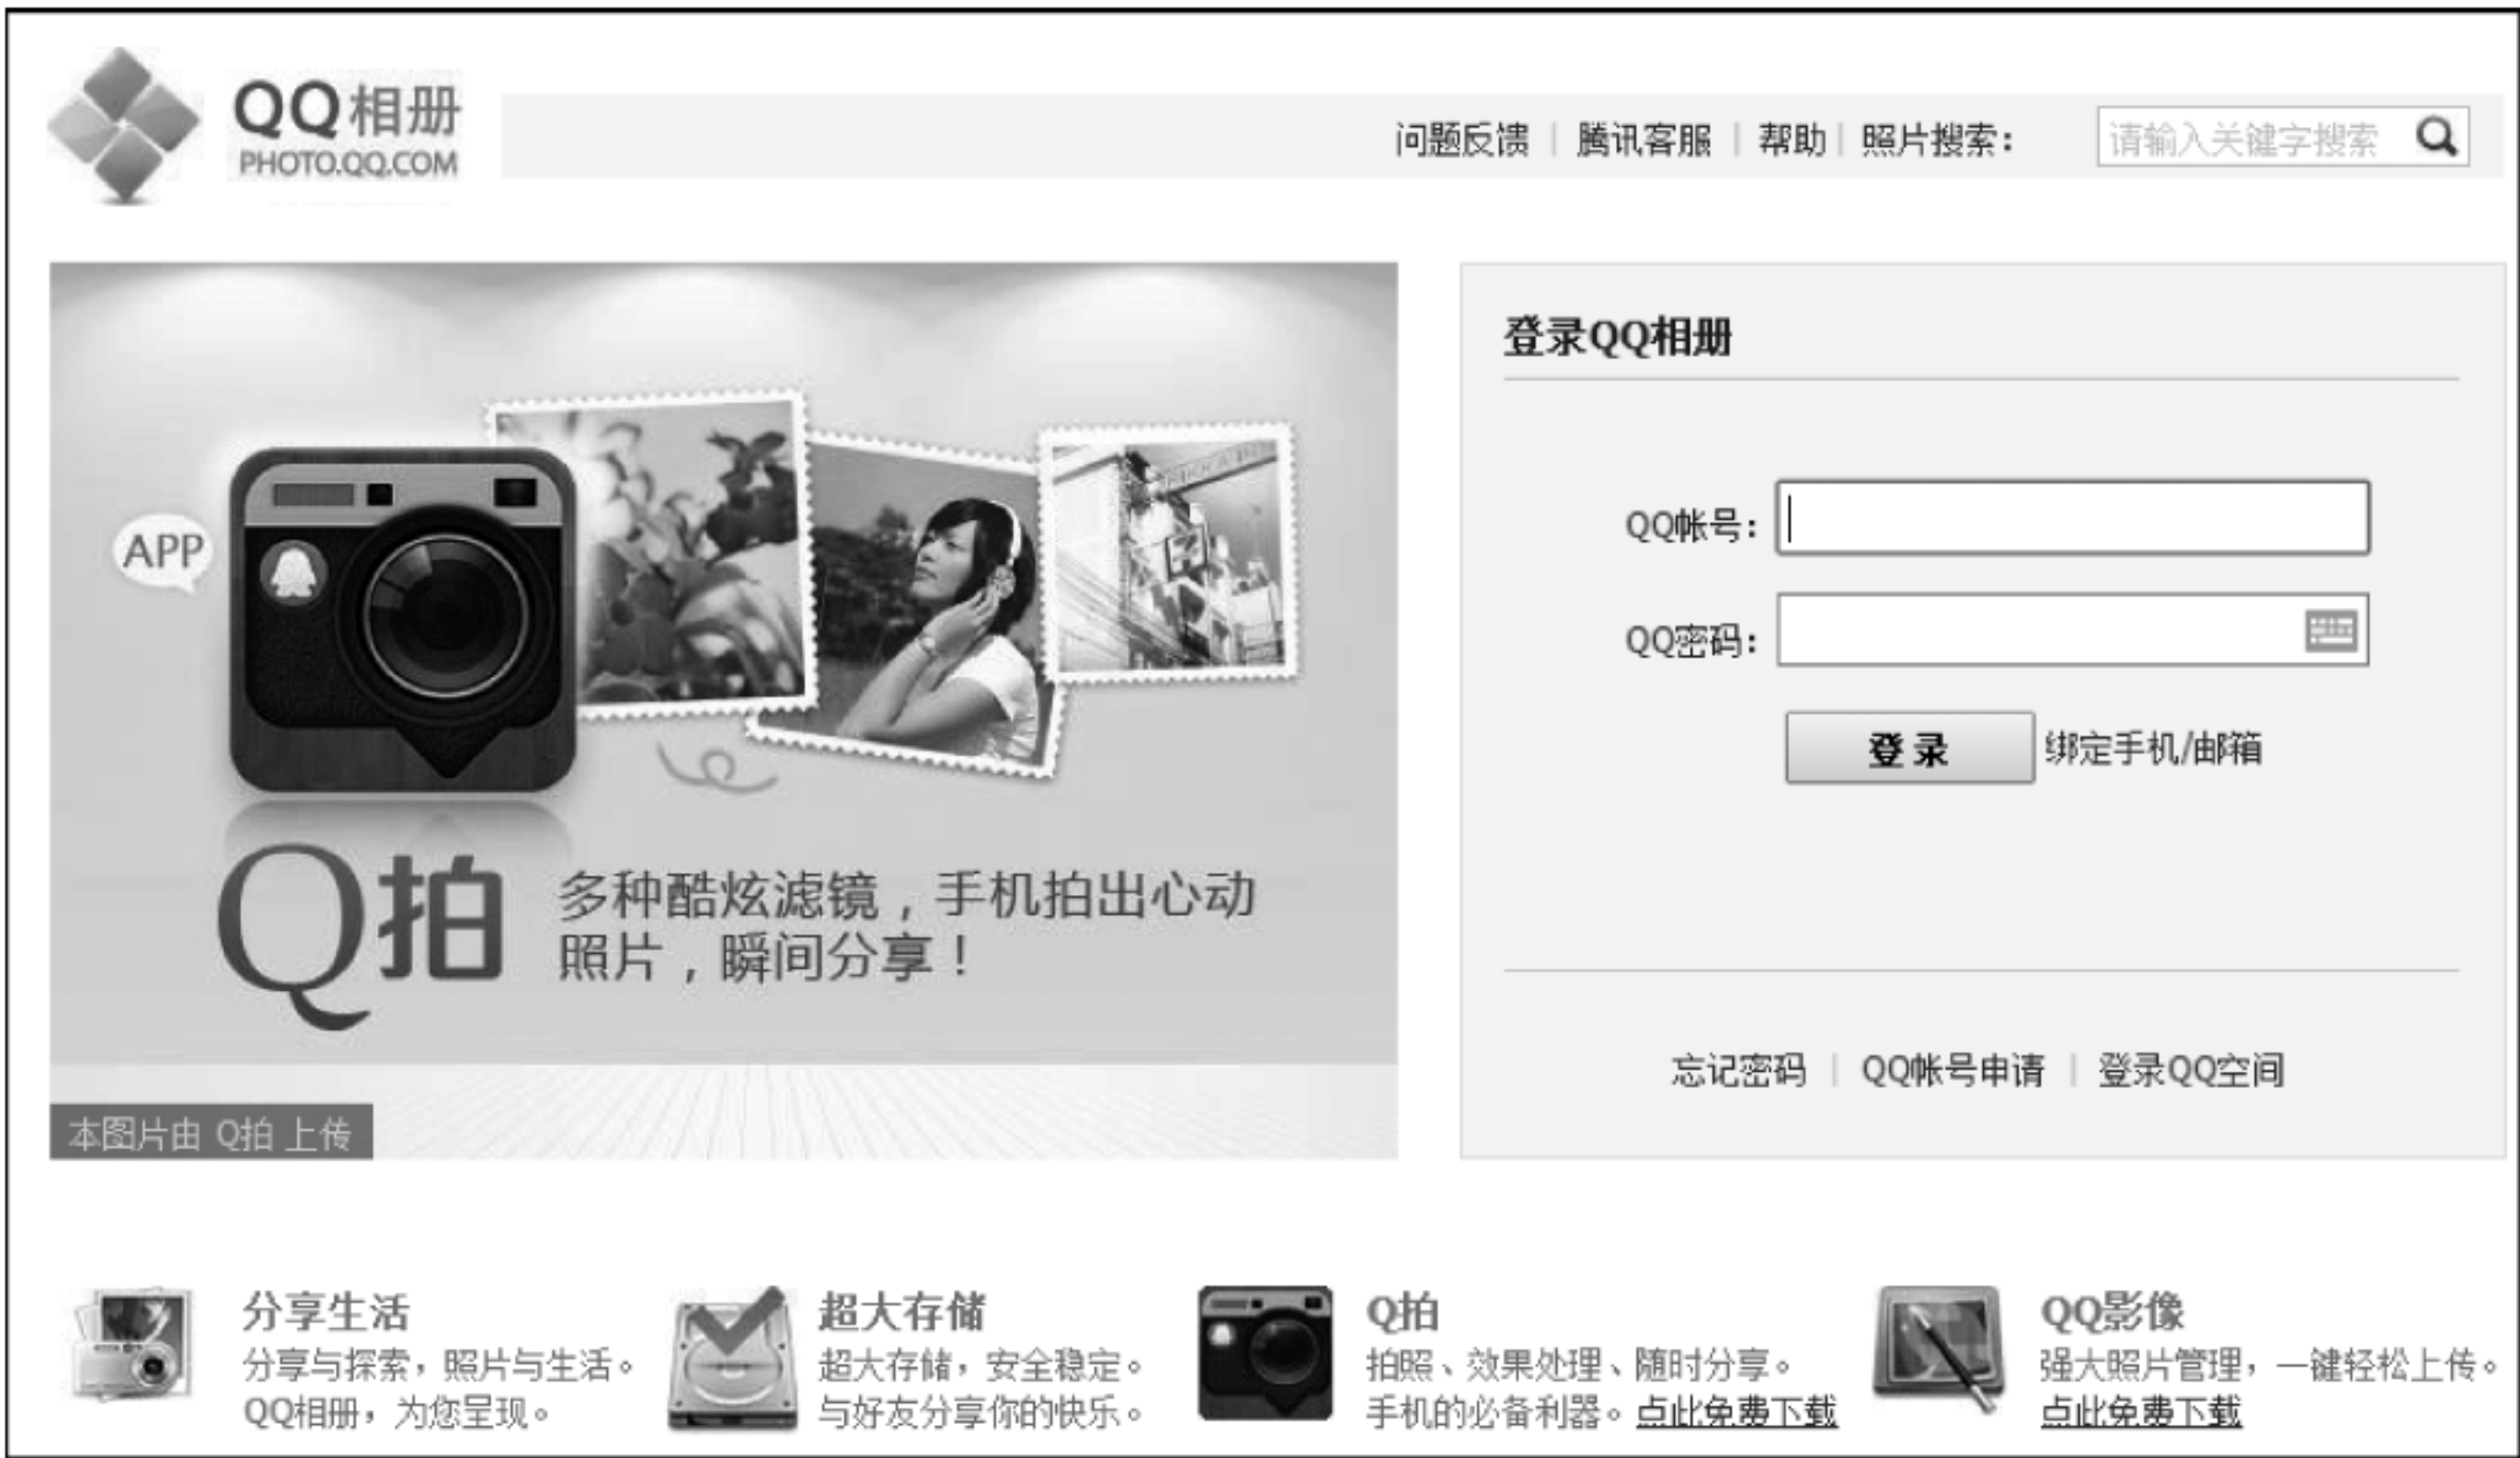 QQ相册
PHOTO.QQ.COM
问题反馈 | 腾讯客服 | 帮助 | 照片搜索：
请输入关键字搜索
APP
Q拍
多种酷炫滤镜，手机拍出心动
照片，瞬间分享！
本图片由 Q拍 上传
登录QQ相册
QQ帐号：
QQ密码：
登 录 绑定手机/邮箱
忘记密码 | QQ帐号申请 | 登录QQ空间
分享生活
分享与探索，照片与生活。
QQ相册，为您呈现。
超大存储
超大存储，安全稳定。
与好友分享你的快乐。
Q拍
拍照、效果处理、随时分享。
手机的必备利器。点此免费下载
QQ影像
强大照片管理，一键轻松上传。
点此免费下载